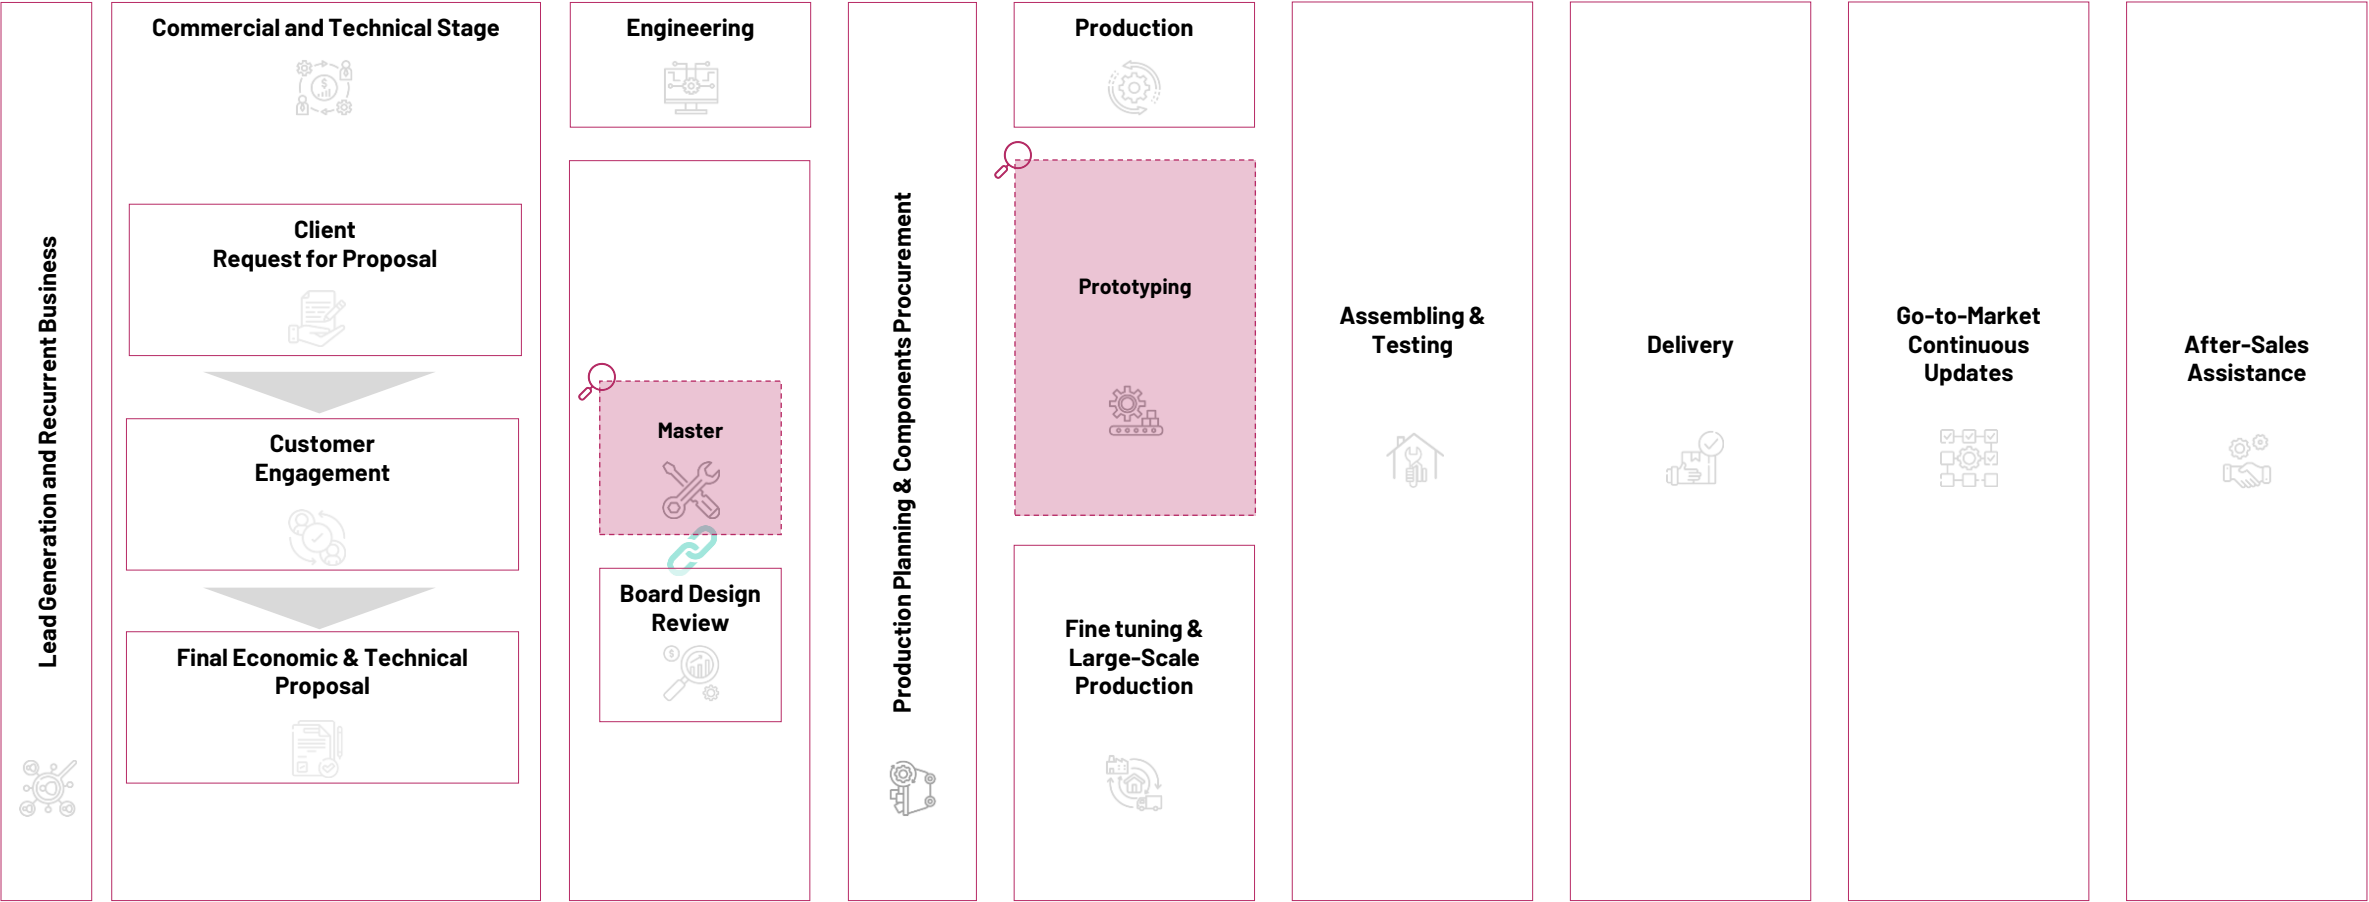 Lead Generation and Recurrent Business
Commercial and Technical Stage
Client
Request for Proposal
Customer
Engagement
Final Economic & Technical
Proposal
Engineering
Master
Board Design
Review
Production Planning & Components Procurement
Production
Prototyping
Fine tuning &
Large-Scale
Production
Assembling &
Testing
Delivery
Go-to-Market
Continuous
Updates
After-Sales
Assistance